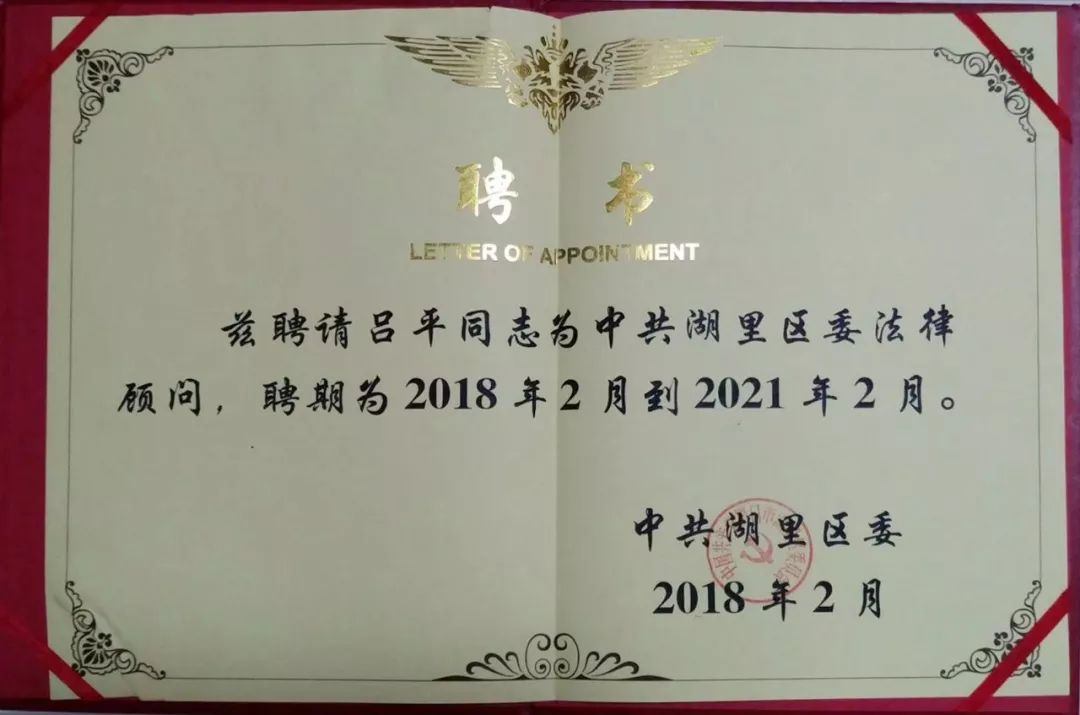 聘 书
LETTER OF APPOINTMENT
兹聘请吕平同志为中共湖里区委法律
顾问，聘期为2018年2月到2021年2月。
中共湖里区委
2018年2月